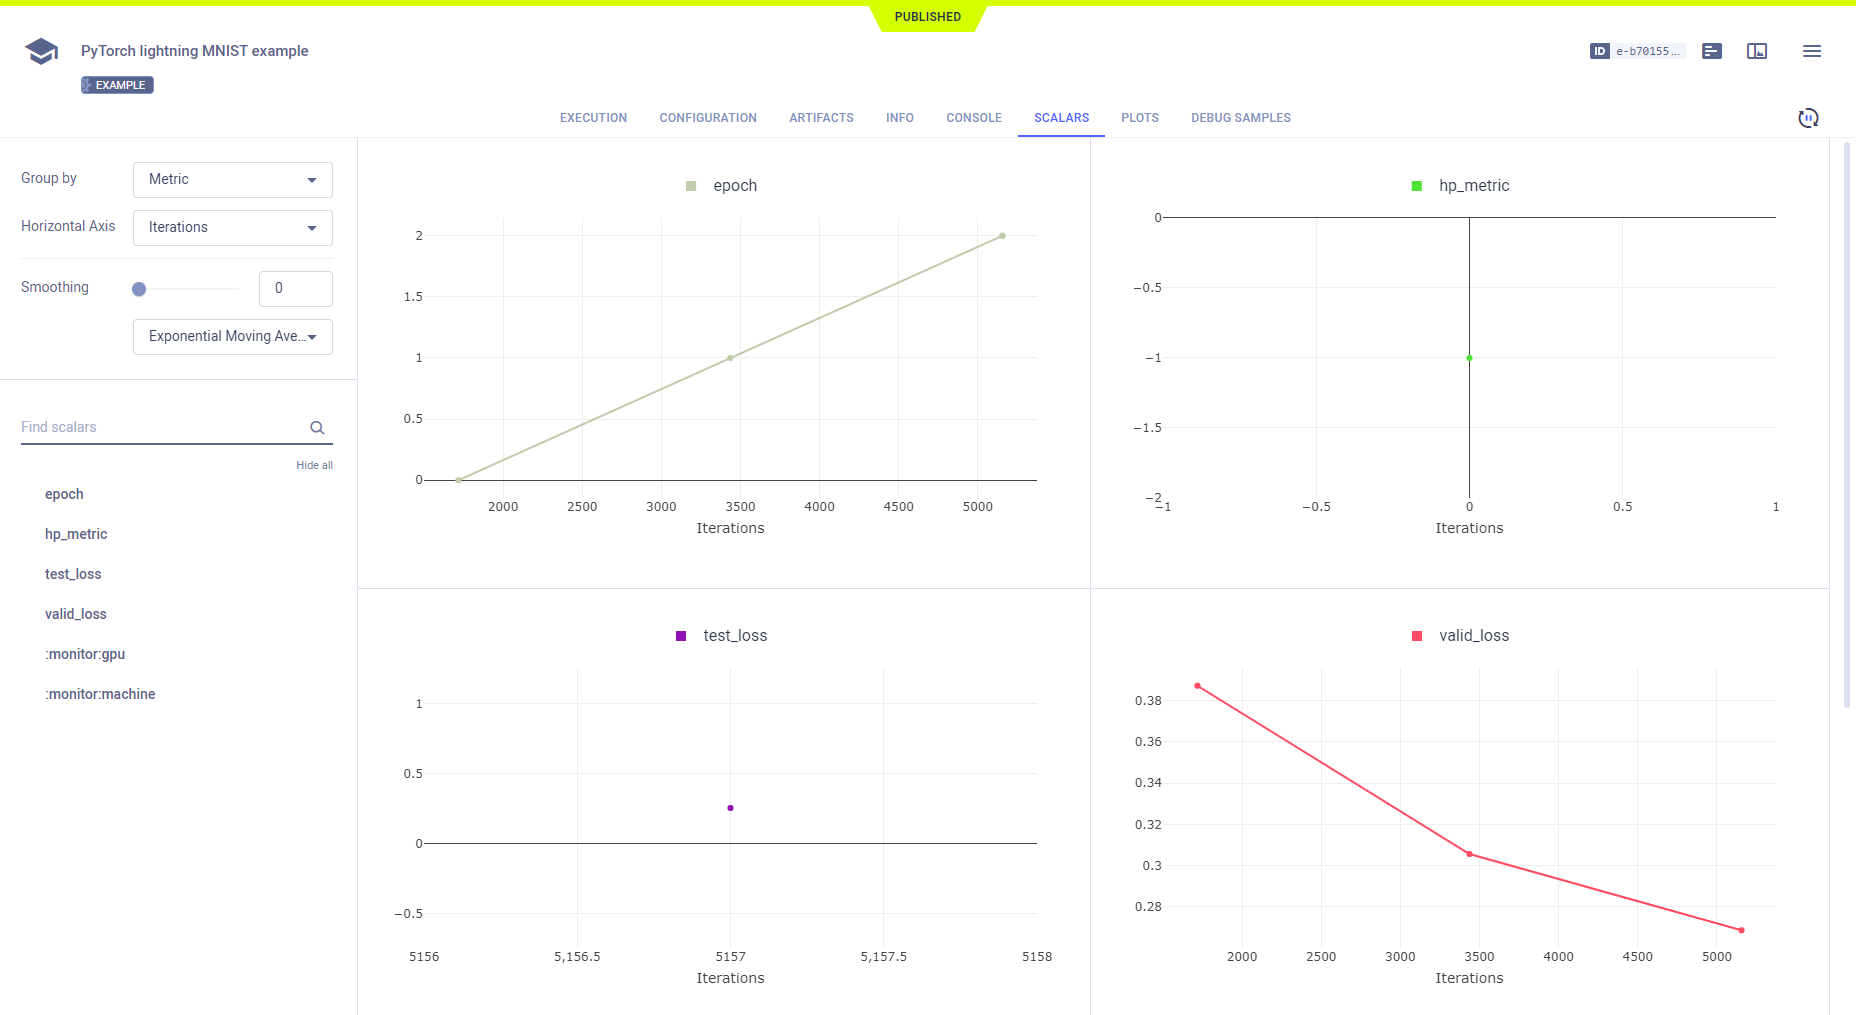 PUBLISHED
PyTorch lightning MNIST example
ID e-b70155...
EXAMPLE
EXECUTION CONFIGURATION ARTIFACTS INFO CONSOLE SCALARS PLOTS DEBUG SAMPLES
Group by Metric
Horizontal Axis Iterations
Smoothing 0
Exponential Moving Ave...
Find scalars
Hide all
epoch
hp_metric
test_loss
valid_loss
:monitor:gpu
:monitor:machine
epoch
2
1.5
1
0.5
0
2000 2500 3000 3500 4000 4500 5000
Iterations
hp_metric
0
−0.5
−1
−1.5
−2
−1 −0.5 0 0.5 1
Iterations
test_loss
1
0.5
0
−0.5
5156 5,156.5 5157 5,157.5 5158
Iterations
valid_loss
0.38
0.36
0.34
0.32
0.3
0.28
2000 2500 3000 3500 4000 4500 5000
Iterations